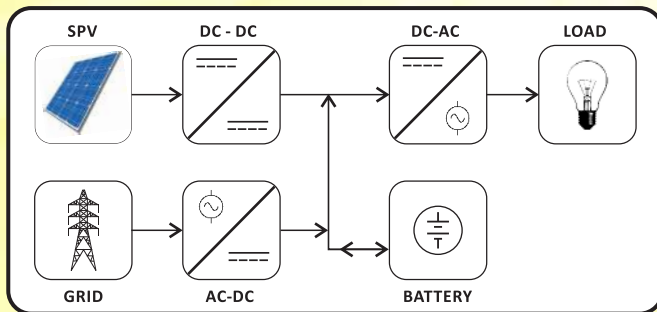 SPV
DC - DC
DC-AC
LOAD
GRID
AC-DC
BATTERY